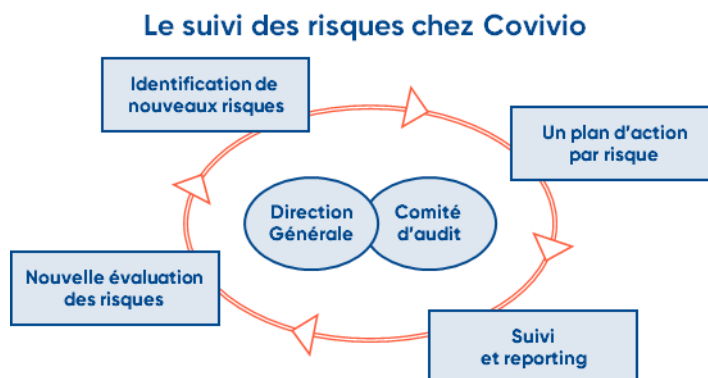 Le suivi des risques chez Covivio
Identification de
nouveaux risques
Un plan d'action
par risque
Direction
Générale
Comité
d'audit
Nouvelle évaluation
des risques
Suivi
et reporting